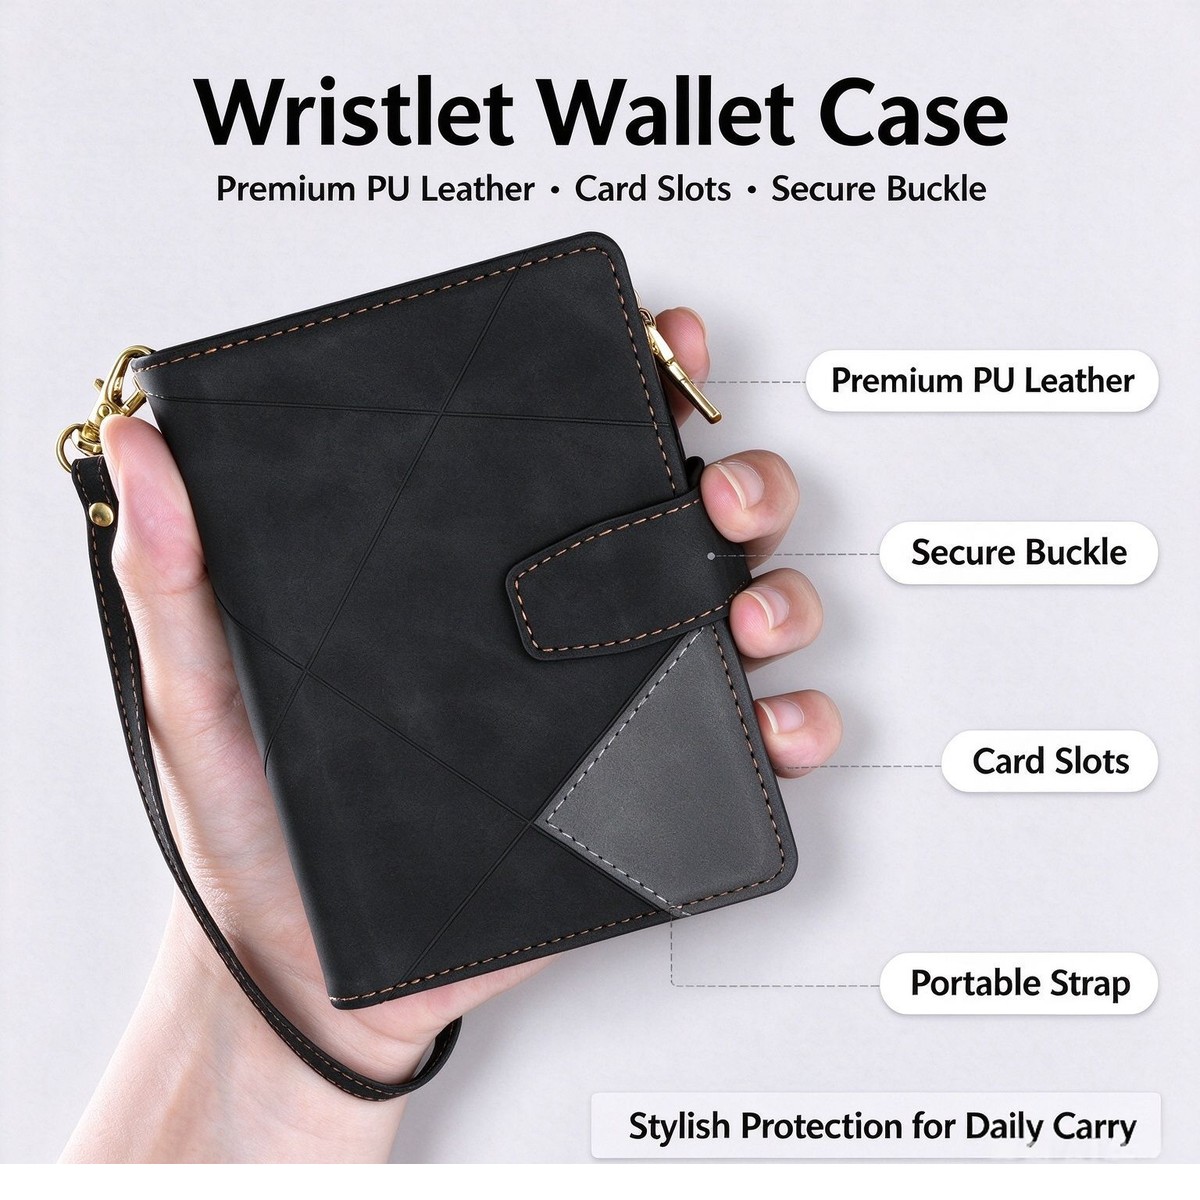 Wristlet Wallet Case
Premium PU Leather • Card Slots • Secure Buckle
Premium PU Leather
Secure Buckle
Card Slots
Portable Strap
Stylish Protection for Daily Carry